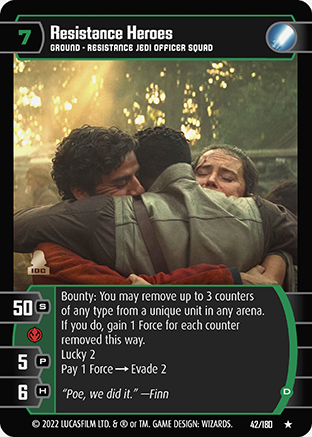 7
Resistance Heroes
GROUND - RESISTANCE JEDI OFFICER SQUAD
IDC
50 S
Bounty: You may remove up to 3 counters
of any type from a unique unit in any arena.
If you do, gain 1 Force for each counter
removed this way.
Lucky 2
5 P
Pay 1 Force → Evade 2
6 H
“Poe, we did it.” —Finn
D
© 2022 LUCASFILM LTD. & ® or TM. GAME DESIGN: WIZARDS.
42/180 ★